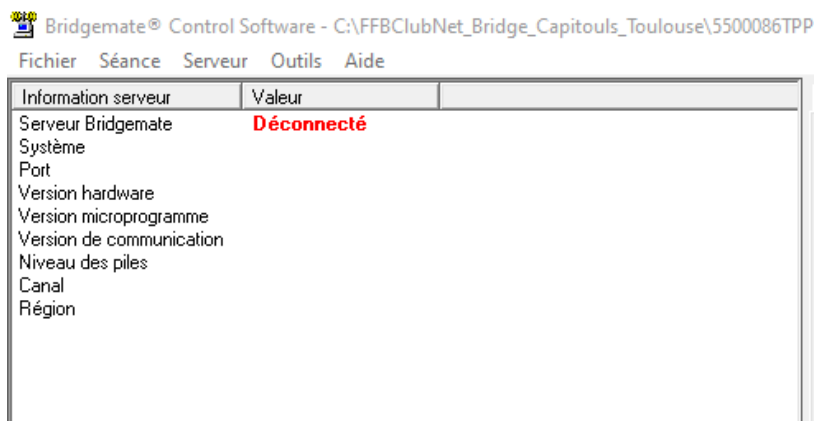 Bridgemate® Control Software - C:\FFBClubNet_Bridge_Capitouls_Toulouse\5500086TPP
Fichier Séance Serveur Outils Aide
Information serveur Valeur
Serveur Bridgemate Déconnecté
Système
Port
Version hardware
Version microprogramme
Version de communication
Niveau des piles
Canal
Région